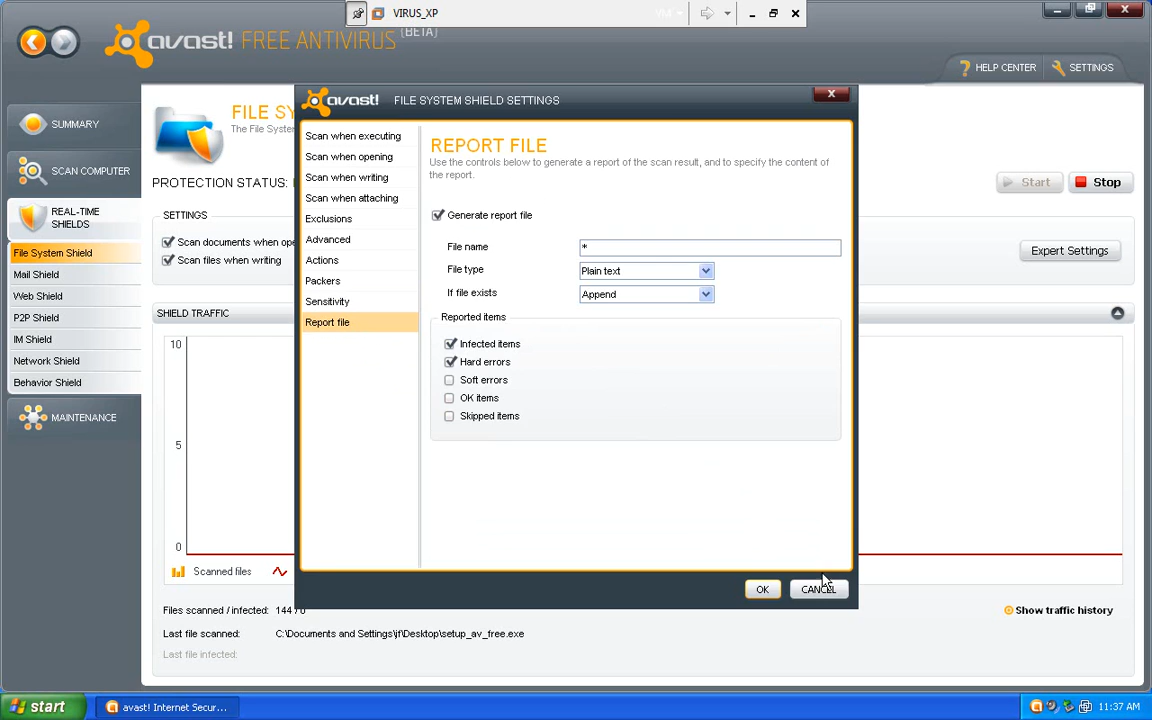 VIRUS_XP
avast! FREE ANTIVIRUS (BETA)
HELP CENTER
SETTINGS
SUMMARY
SCAN COMPUTER
REAL-TIME
SHIELDS
File System Shield
Mail Shield
Web Shield
P2P Shield
IM Shield
Network Shield
Behavior Shield
MAINTENANCE
FILE SY
The File System
PROTECTION STATUS:
Start
Stop
SETTINGS
Scan documents when ope
Scan files when writing
Expert Settings
SHIELD TRAFFIC
10
5
0
Scanned files
Files scanned / infected: 144 / 0
Show traffic history
Last file scanned: C:\Documents and Settings\jf\Desktop\setup_av_free.exe
Last file infected:
avast! FILE SYSTEM SHIELD SETTINGS
Scan when executing
Scan when opening
Scan when writing
Scan when attaching
Exclusions
Advanced
Actions
Packers
Sensitivity
Report file
REPORT FILE
Use the controls below to generate a report of the scan result, and to specify the content of
the report.
Generate report file
File name *
File type Plain text
If file exists Append
Reported items
Infected items
Hard errors
Soft errors
OK items
Skipped items
OK
CANCEL
start
avast! Internet Secur...
11:37 AM